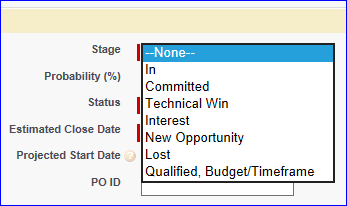 Stage
--None--
In
Probability (%)
Committed
Status
Technical Win
Interest
Estimated Close Date
New Opportunity
Projected Start Date
Lost
Qualified, Budget/Timeframe
PO ID